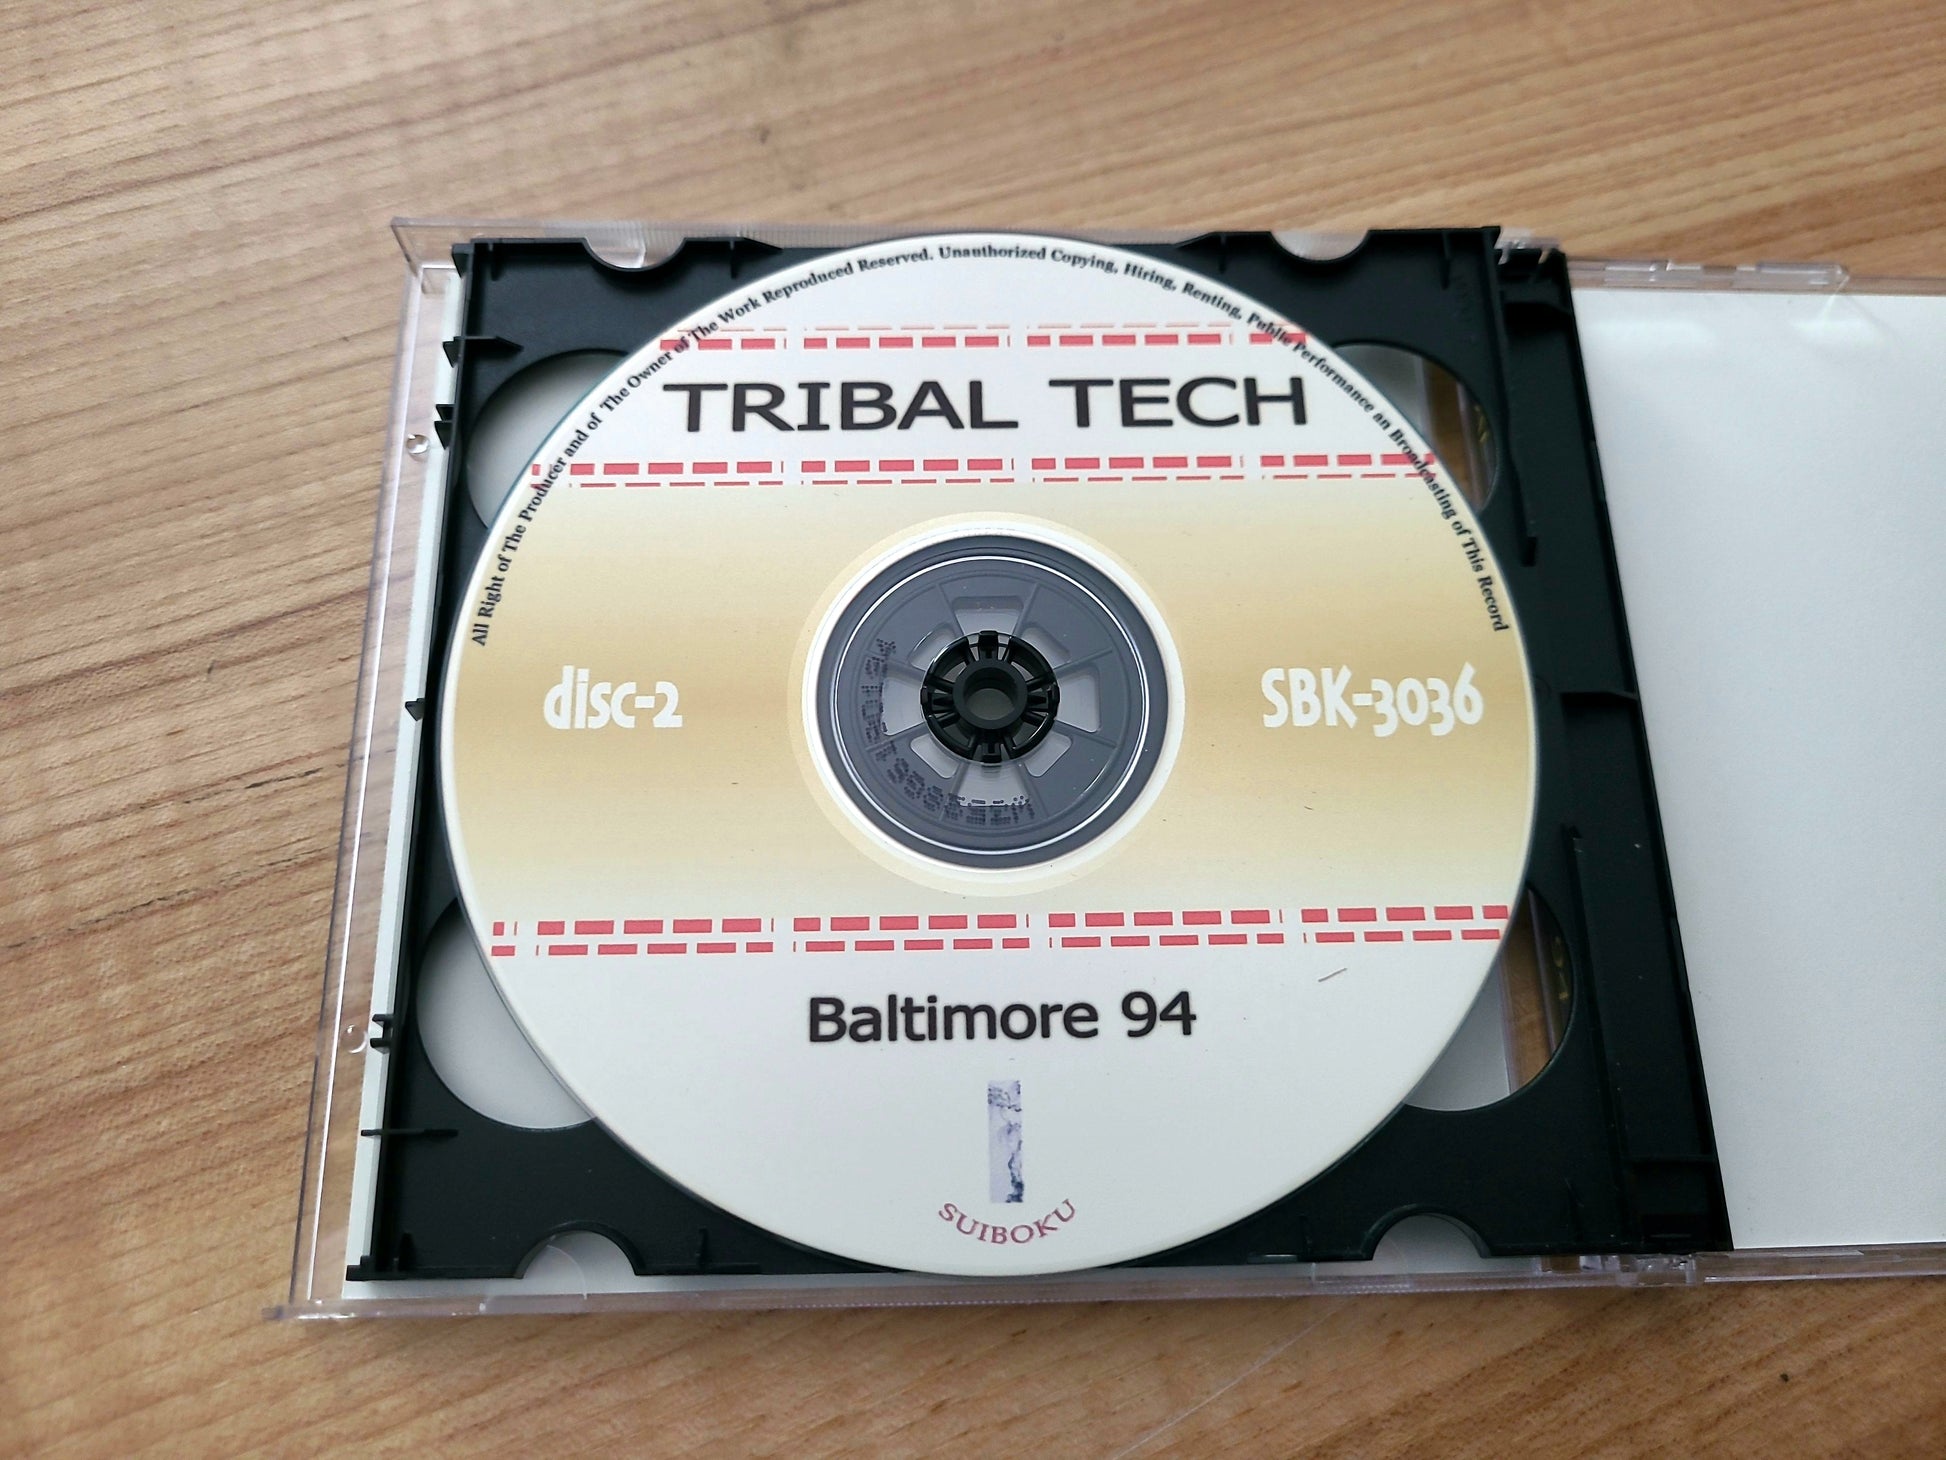 All Right of The Producer and of The Owner of The Work Reproduced Reserved. Unauthorized Copying, Hiring, Renting, Public Performance an Broadcasting of This Record
TRIBAL TECH
disc-2
SBK-3036
Baltimore 94
SUIBOKU